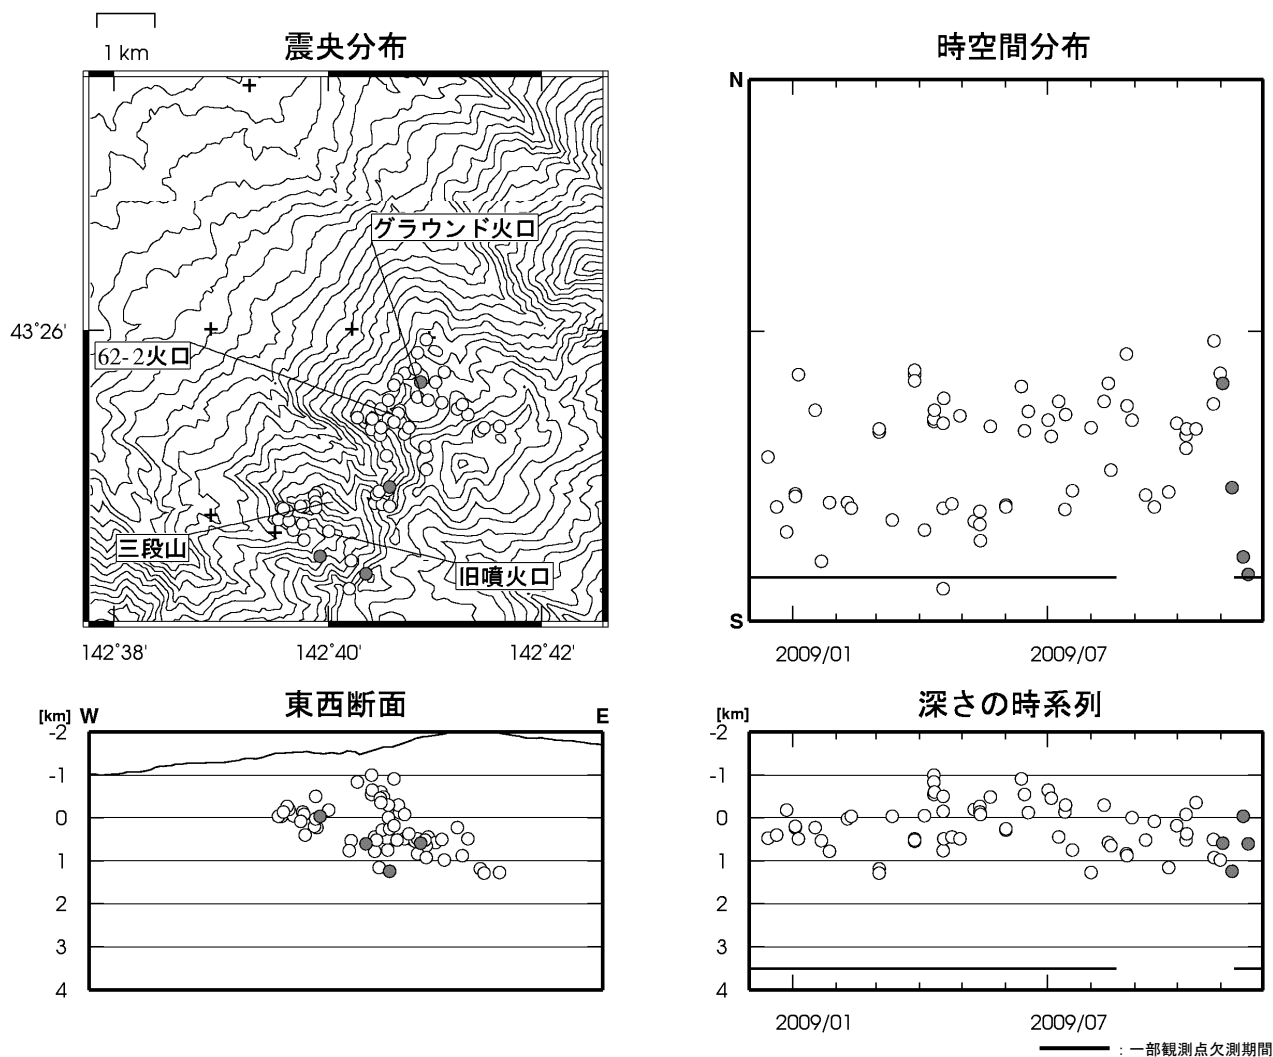 1 km
震央分布
グラウンド火口
43°26'
62-2火口
三段山
旧噴火口
142°38'
142°40'
142°42'
時空間分布
N
S
2009/01
2009/07
東西断面
[km]
W
E
-2
-1
0
1
2
3
4
深さの時系列
[km]
-2
-1
0
1
2
3
4
2009/01
2009/07
：一部観測点欠測期間